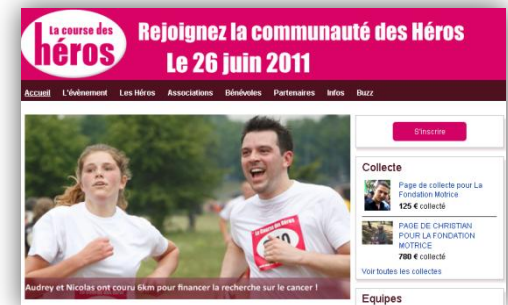 La course des
héros
Rejoignez la communauté des Héros
Le 26 juin 2011
Accueil L'évènement Les Héros Associations Bénévoles Partenaires Infos Buzz
S'inscrire
Collecte
Page de collecte pour La
Fondation Motrice
125 € collecté
PAGE DE CHRISTIAN
POUR LA FONDATION
MOTRICE
780 € collecté
Voir toutes les collectes
Equipes
Audrey et Nicolas ont couru 6km pour financer la recherche sur le cancer !